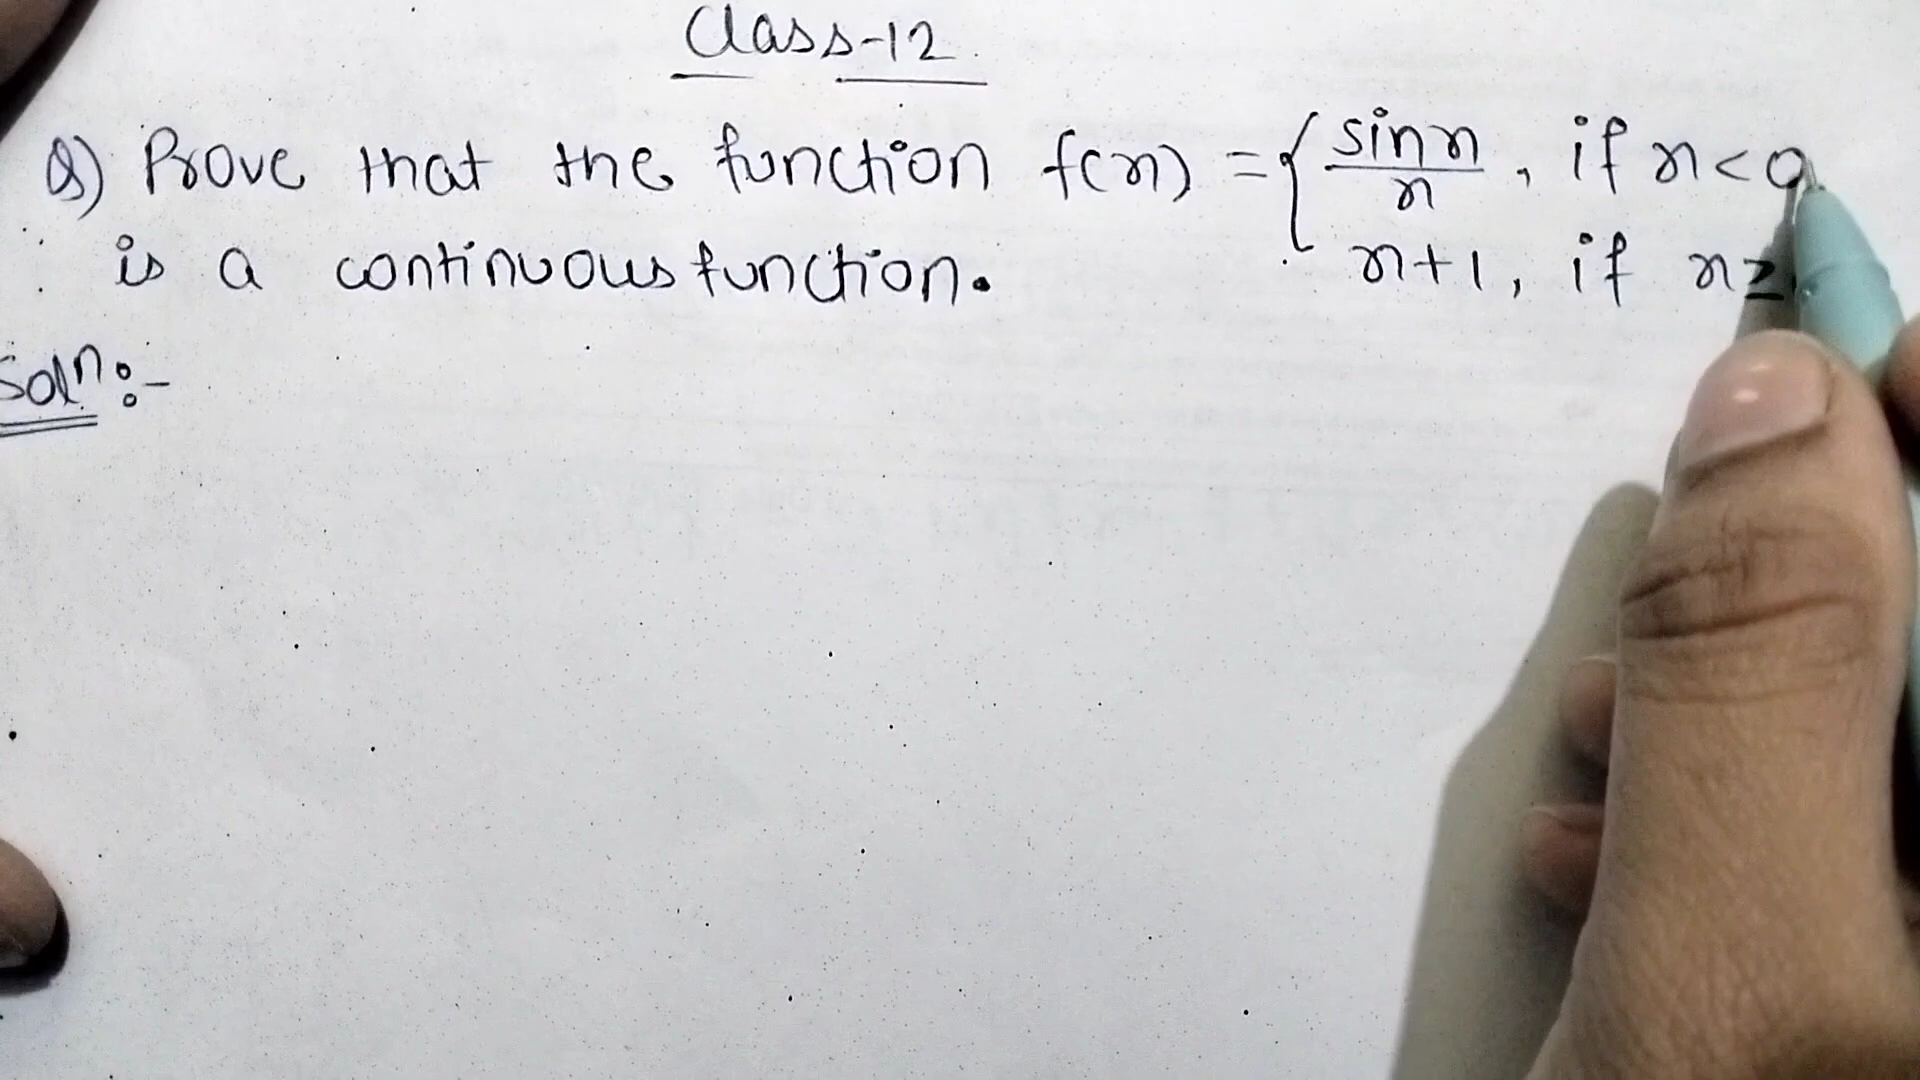 Class-12
Q) Prove that the function f(x) = { sin x / x , if x < 0
is a continuous function. x+1, if x ≥
Soln:-